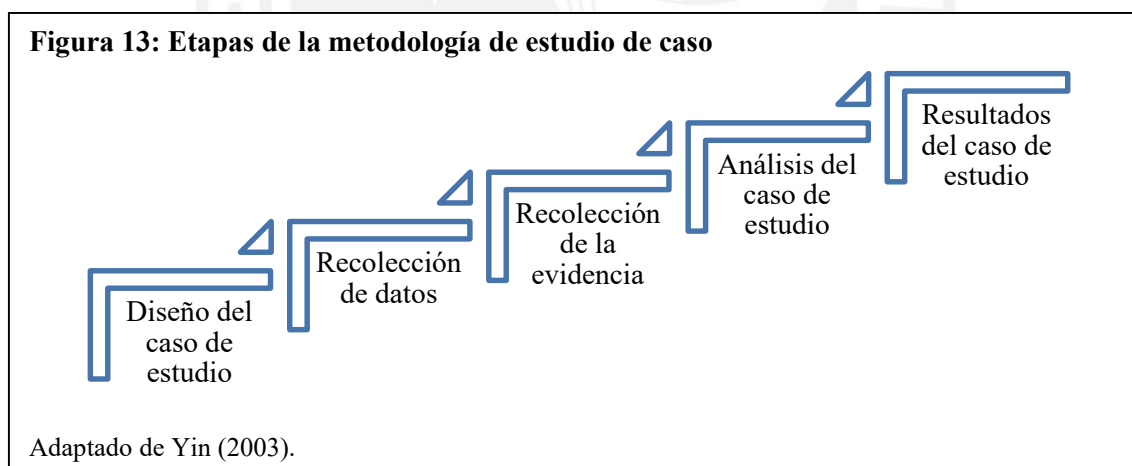 Figura 13: Etapas de la metodología de estudio de caso
Diseño del
caso de
estudio
Recolección
de datos
Recolección
de la
evidencia
Análisis del
caso de
estudio
Resultados
del caso de
estudio
Adaptado de Yin (2003).